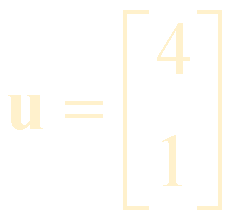 u = [4
1]